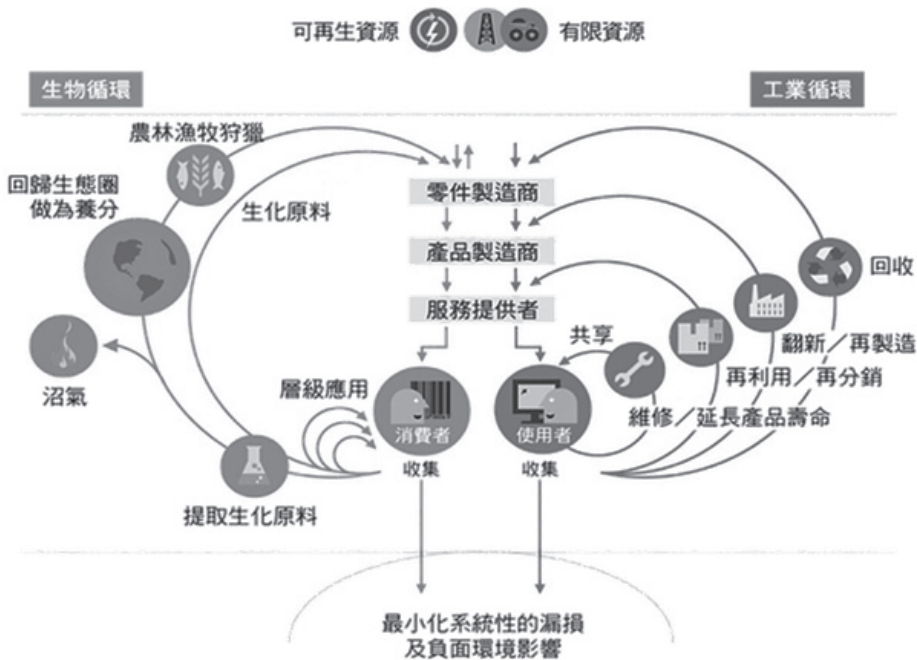 可再生資源
有限資源
生物循環
工業循環
農林漁牧狩獵
回歸生態圈
做為養分
生化原料
零件製造商
產品製造商
服務提供者
回收
翻新／再製造
再利用／再分銷
維修／延長產品壽命
共享
沼氣
層級應用
消費者
使用者
收集
收集
提取生化原料
最小化系統性的漏損
及負面環境影響